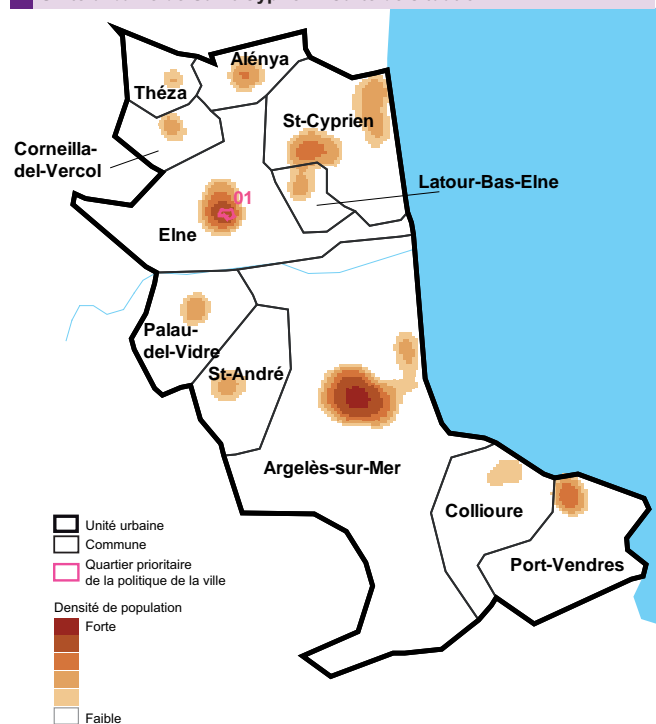 Alénya
Théza
St-Cyprien
Corneilla-
del-Vercol
Latour-Bas-Elne
01
Elne
Palau-
del-Vidre
St-André
Argelès-sur-Mer
Collioure
Port-Vendres
Unité urbaine
Commune
Quartier prioritaire
de la politique de la ville
Densité de population
Forte
Faible